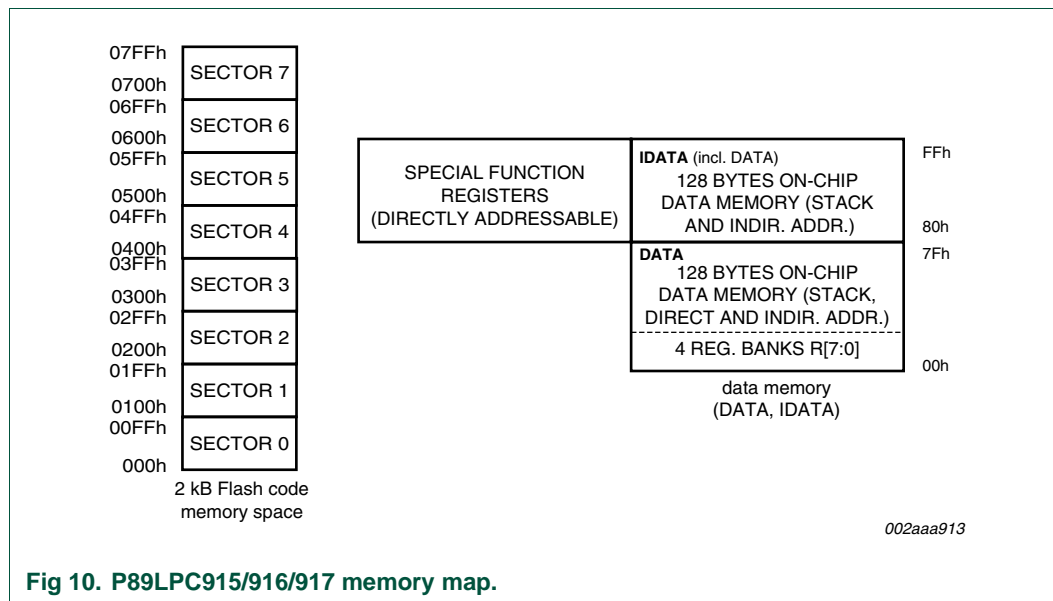 07FFh
SECTOR 7
0700h
06FFh
SECTOR 6
0600h
05FFh
SECTOR 5
0500h
04FFh
SECTOR 4
0400h
03FFh
SECTOR 3
0300h
02FFh
SECTOR 2
0200h
01FFh
SECTOR 1
0100h
00FFh
SECTOR 0
000h
2 kB Flash code
memory space
SPECIAL FUNCTION
REGISTERS
(DIRECTLY ADDRESSABLE)
IDATA (incl. DATA)
128 BYTES ON-CHIP
DATA MEMORY (STACK
AND INDIR. ADDR.)
FFh
80h
DATA
128 BYTES ON-CHIP
DATA MEMORY (STACK,
DIRECT AND INDIR. ADDR.)
4 REG. BANKS R[7:0]
7Fh
00h
data memory
(DATA, IDATA)
002aaa913
Fig 10. P89LPC915/916/917 memory map.